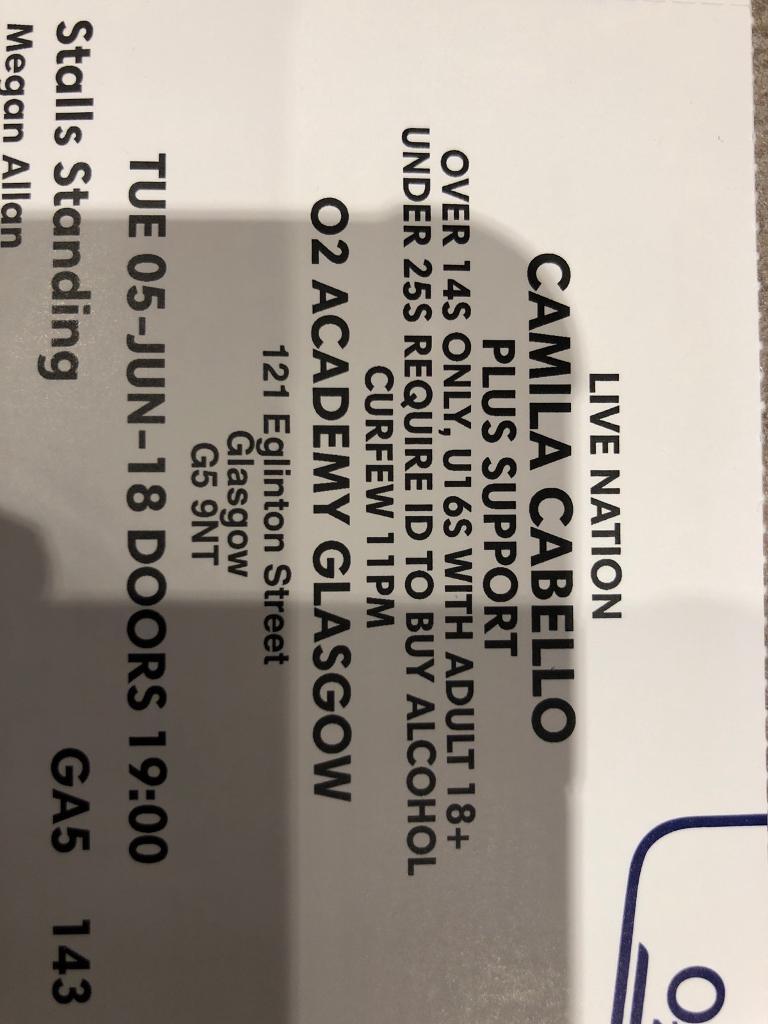 LIVE NATION
CAMILA CABELLO
PLUS SUPPORT
OVER 14S ONLY, U16S WITH ADULT 18+
UNDER 25S REQUIRE ID TO BUY ALCOHOL
CURFEW 11PM
O2 ACADEMY GLASGOW
121 Eglinton Street
Glasgow
G5 9NT
TUE 05-JUN-18 DOORS 19:00
Stalls Standing GA5 143
Megan Allan